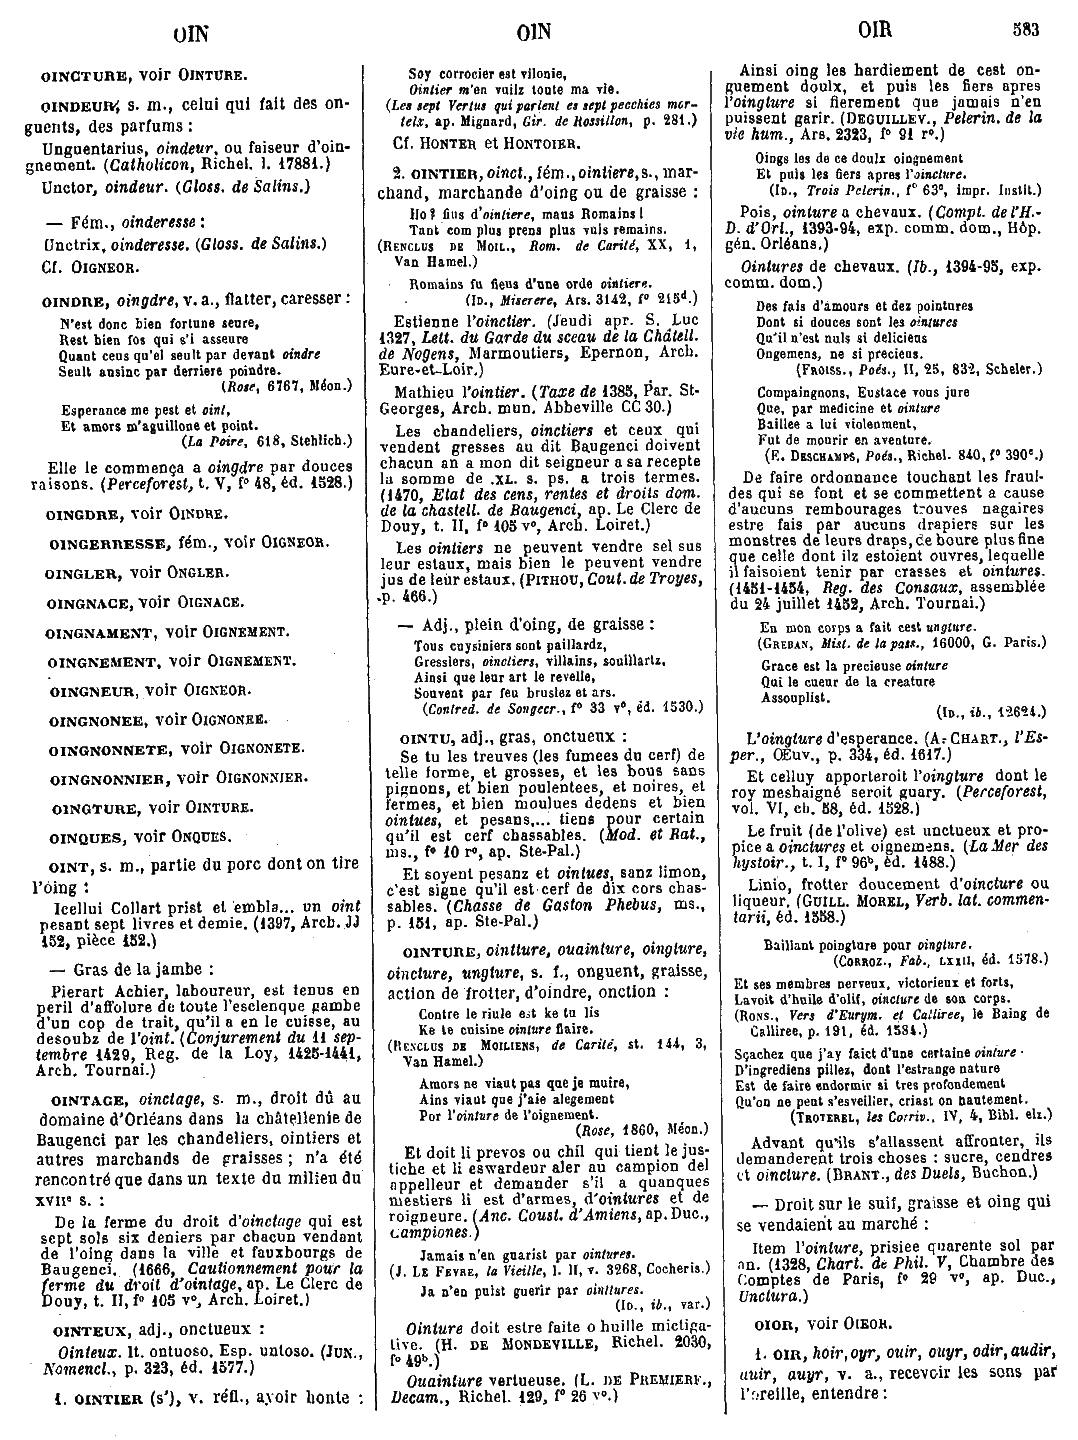 OIN
OIN
OIR
583
OINCTURE, voir OINTURE.
OINDEUR, s. m., celui qui fait des on-
guents, des parfums :
Unguentarius, oindeur, ou faiseur d'oin-
gnement. (Catholicon, Richel. l. 17881.)
Unctor, oindeur. (Gloss. de Salins.)
— Fém., oinderesse :
Unctrix, oinderesse. (Gloss. de Salins.)
Cf. OIGNEOR.
OINDRE, oingdre, v. a., flatter, caresser :
N'est donc bien fortune seure,
Rest bien fos qui s'i asseure
Quant ceus qu'el seult par devant oindre
Seult ausinc par derriere poindre.
(Rose, 6767, Méon.)
Esperance me pest et oint,
Et amors m'aguillone et point.
(La Poire, 618, Stehlich.)
Elle le commença a oingdre par douces
raisons. (Perceforest, t. V, f° 48, éd. 1528.)
OINGDRE, voir OINDRE.
OINGERRESSE, fém., voir OIGNEOR.
OINGLER, voir ONGLER.
OINGNACE, voir OIGNACE.
OINGNAMENT, voir OIGNEMENT.
OINGNEMENT, voir OIGNEMENT.
OINGNEUR, voir OIGNEOR.
OINGNONEE, voir OIGNONEE.
OINGNONNETE, voir OIGNONETE.
OINGNONNIER, voir OIGNONNIER.
OINGTURE, voir OINTURE.
OINQUES, voir ONQUES.
OINT, s. m., partie du porc dont on tire
l'oing :
Icellui Collart prist et embla... un oint
pesant sept livres et demie. (1397, Arch. JJ
152, pièce 152.)
— Gras de la jambe :
Pierart Achier, laboureur, est tenus en
peril d'affolure de toute l'esclenque gambe
d'un cop de trait, qu'il a en le cuisse, au
desoubz de l'oint. (Conjurement du 11 sep-
tembre 1429, Reg. de la Loy, 1425-1441,
Arch. Tournai.)
OINTAGE, oinctage, s. m., droit dû au
domaine d'Orléans dans la châtellenie de
Baugenci par les chandeliers, ointiers et
autres marchands de graisses ; n'a été
rencontré que dans un texte du milieu du
XVIIe s. :
De la ferme du droit d'oinctage qui est
sept sols six deniers par chacun vendant
de l'oing dans la ville et fauxbourgs de
Baugenci. (1666, Cautionnement pour la
ferme du droit d'ointage, ap. Le Clerc de
Douy, t. II, f° 105 v°, Arch. Loiret.)
OINTEUX, adj., onctueux :
Ointeux. It. ontuoso. Esp. untoso. (JUN.,
Nomencl., p. 323, éd. 1577.)
1. OINTIER (s'), v. réfl., avoir honte :
Soy corrocier est vilonie,
Ointier m'en vuilz toute ma vie.
(Les sept Vertus qui parlent es sept pecchies mor-
telx, ap. Mignard, Gir. de Rossillon, p. 281.)
Cf. HONTER et HONTOIER.
2. OINTIER, oinct., fém., ointiere, s., mar-
chand, marchande d'oing ou de graisse :
Ho ? fius d'ointiere, maus Romains !
Tant com plus prens plus vuis remains.
(RENCLUS DE MOIL., Rom. de Carité, XX, 1,
Van Hamel.)
Romains fu fieus d'une orde ointiere.
(ID., Miserere, Ars. 3142, f° 215d.)
Estienne l'oinctier. (Jeudi apr. S. Luc
1327, Lett. du Garde du sceau de la Châtell.
de Nogens, Marmoutiers, Epernon, Arch.
Eure-et-Loir.)
Mathieu l'ointier. (Taxe de 1385, Par. St-
Georges, Arch. mun. Abbeville CC 30.)
Les chandeliers, oinctiers et ceux qui
vendent gresses au dit Baugenci doivent
chacun an a mon dit seigneur a sa recepte
la somme de .XL. s. ps. a trois termes.
(1470, Etat des cens, rentes et droits dom.
de la chastell. de Baugenci, ap. Le Clerc de
Douy, t. II, f° 105 v°, Arch. Loiret.)
Les ointiers ne peuvent vendre sel sus
leur estaux, mais bien le peuvent vendre
jus de leur estaux. (PITHOU, Cout. de Troyes,
p. 466.)
— Adj., plein d'oing, de graisse :
Tous cuysiniers sont paillardz,
Gressiers, oinctiers, villains, souillartz,
Ainsi que leur art le revelle,
Souvent par feu bruslez et ars.
(Contred. de Songecr., f° 33 v°, éd. 1530.)
OINTU, adj., gras, onctueux :
Se tu les treuves (les fumees du cerf) de
telle forme, et grosses, et les bous sans
pignons, et bien poulentees, et noires, et
fermes, et bien moulues dedens et bien
ointues, et pesans,... tiens pour certain
qu'il est cerf chassables. (Mod. et Rat.,
ms., f° 10 r°, ap. Ste-Pal.)
Et soyent pesanz et ointues, sanz limon,
c'est signe qu'il est cerf de dix cors chas-
sables. (Chasse de Gaston Phebus, ms.,
p. 151, ap. Ste-Pal.)
OINTURE, ointture, ouainture, oingture,
oincture, ungture, s. f., onguent, graisse,
action de frotter, d'oindre, onction :
Contre le riule est ke tu lis
Ke te cuisine ointure flaire.
(RENCLUS DE MOILIENS, de Carité, st. 144, 3,
Van Hamel.)
Amors ne viaut pas que je muire,
Ains viaut que j'aie alegement
Por l'ointure de l'oignement.
(Rose, 1860, Méon.)
Et doit li prevos ou chil qui tient le jus-
tiche et li eswardeur aler au campion del
appelleur et demander s'il a quanques
mestiers li est d'armes, d'ointures et de
roigneure. (Anc. Coust. d'Amiens, ap. Duc.,
Campiones.)
Jamais n'en guarist par ointures.
(J. LE FEVRE, la Vieille, l. II, v. 3268, Cocheris.)
Ja n'en puist guerir par ointtures.
(ID., ib., var.)
Ointure doit estre faite o huille mictiga-
tive. (H. DE MONDEVILLE, Richel. 2030,
f° 49b.)
Ouainture vertueuse. (L. DE PREMIERF.,
Decam., Richel. 129, f° 26 v°.)
Ainsi oing les hardiement de cest on-
guement doulx, et puis les fiers apres
l'oingture si fierement que jamais n'en
puissent garir. (DEGUILLEV., Pelerin. de la
vie hum., Ars. 2323, f° 91 r°.)
Oings les de ce doulx oingnement
Et puis les fiers apres l'oincture.
(ID., Trois Pelerin., f° 63c, impr. Instit.)
Pois, ointure a chevaux. (Compt. de l'H.-
D. d'Orl., 1393-94, exp. comm. dom., Hôp.
gén. Orléans.)
Ointures de chevaux. (Ib., 1394-95, exp.
comm. dom.)
Des fais d'amours et dez pointures
Dont si douces sont les ointures
Qu'il n'est nuls si deliciens
Ongemens, ne si preciens.
(FROISS., Poés., II, 25, 832, Scheler.)
Compaingnons, Eustace vous jure
Que, par medicine et ointure
Baillee a lui violenment,
Fut de mourir en aventure.
(E. DESCHAMPS, Poés., Richel. 840, f° 390c.)
De faire ordonnance touchant les fraul-
des qui se font et se commettent a cause
d'aucuns rembourages trouves nagaires
estre fais par aucuns drapiers sur les
monstres de leurs draps, de boure plus fine
que celle dont ilz estoient ouvres, lequelle
il faisoient tenir par crasses et ointures.
(1451-1454, Reg. des Consaux, assemblée
du 24 juillet 1452, Arch. Tournai.)
En mon corps a fait cest ungture.
(GREBAN, Mist. de la pass., 16000, G. Paris.)
Grace est la precieuse ointure
Qui le cueur de la creature
Assouplist.
(ID., ib., 12624.)
L'oingture d'esperance. (A. CHART., l'Es-
per., Œuv., p. 334, éd. 1617.)
Et celluy apporteroit l'oingture dont le
roy meshaigné seroit guary. (Perceforest,
vol. VI, ch. 58, éd. 1528.)
Le fruit (de l'olive) est unctueux et pro-
pice a oinctures et oignemens. (La Mer des
hystoir., t. I, f° 96b, éd. 1488.)
Linio, frotter doucement d'oincture ou
liqueur. (GUILL. MOREL, Verb. lat. commen-
tarii, éd. 1558.)
Baillant poingture pour oingture.
(CORROZ., Fab., LXXII, éd. 1578.)
Et ses membres nerveux, victorieux et forts,
Lavoit d'huile d'olif, oincture de son corps.
(RONS., Vers d'Eurym. et Calliree, le Baing de
Calliree, p. 191, éd. 1584.)
Sçachez que j'ay faict d'une certaine ointure
D'ingrediens pillez, dont l'estrange nature
Est de faire endormir si tres profondement
Qu'on ne peut s'esveiller, criast on hautement.
(TROTEREL, les Corriv., IV, 4, Bibl. elz.)
Advant qu'ils s'allassent affronter, ils
demanderent trois choses : sucre, cendres
et oincture. (BRANT., des Duels, Buchon.)
— Droit sur le suif, graisse et oing qui
se vendaient au marché :
Item l'ointure, prisiee quarente sol par
an. (1328, Chart. de Phil. V, Chambre des
Comptes de Paris, f° 29 v°, ap. Duc.,
Unctura.)
OIOR, voir OIEOR.
1. OIR, hoir, oyr, ouir, ouyr, odir, audir,
auir, auyr, v. a., recevoir les sons par
l'oreille, entendre :